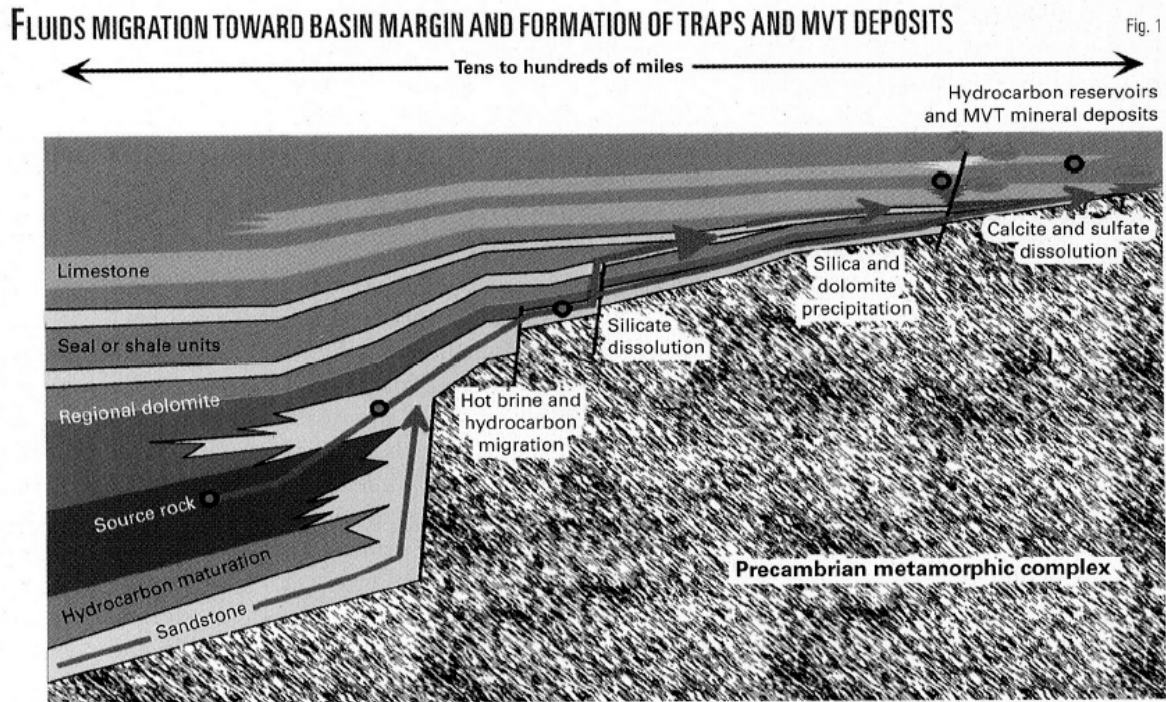 FLUIDS MIGRATION TOWARD BASIN MARGIN AND FORMATION OF TRAPS AND MVT DEPOSITS
Fig. 1
Tens to hundreds of miles
Hydrocarbon reservoirs
and MVT mineral deposits
Limestone
Seal or shale units
Regional dolomite
Source rock
Hydrocarbon maturation
Sandstone
Hot brine and
hydrocarbon
migration
Silicate
dissolution
Silica and
dolomite
precipitation
Calcite and sulfate
dissolution
Precambrian metamorphic complex